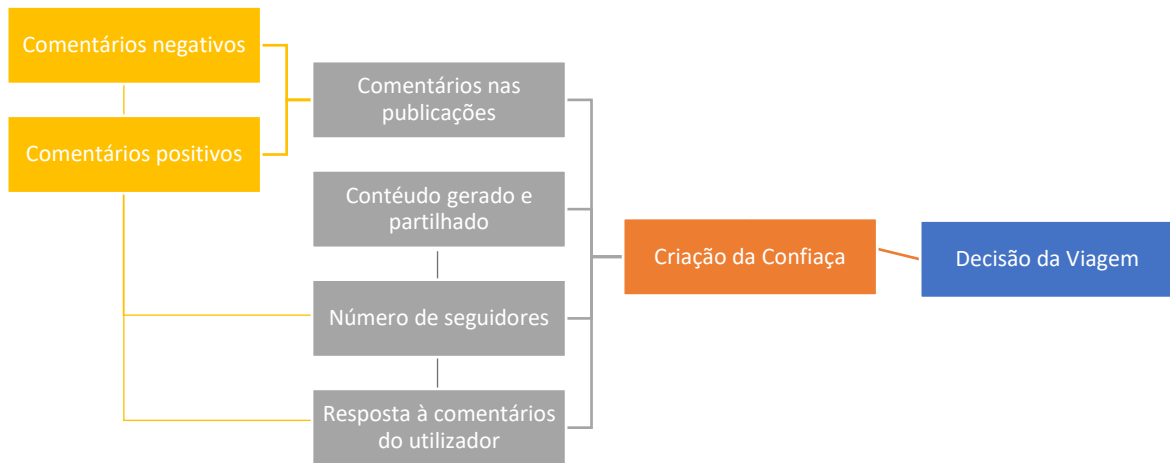 Comentários negativos
Comentários positivos
Comentários nas
publicações
Contéudo gerado e
partilhado
Número de seguidores
Resposta à comentários
do utilizador
Criação da Confiaça
Decisão da Viagem